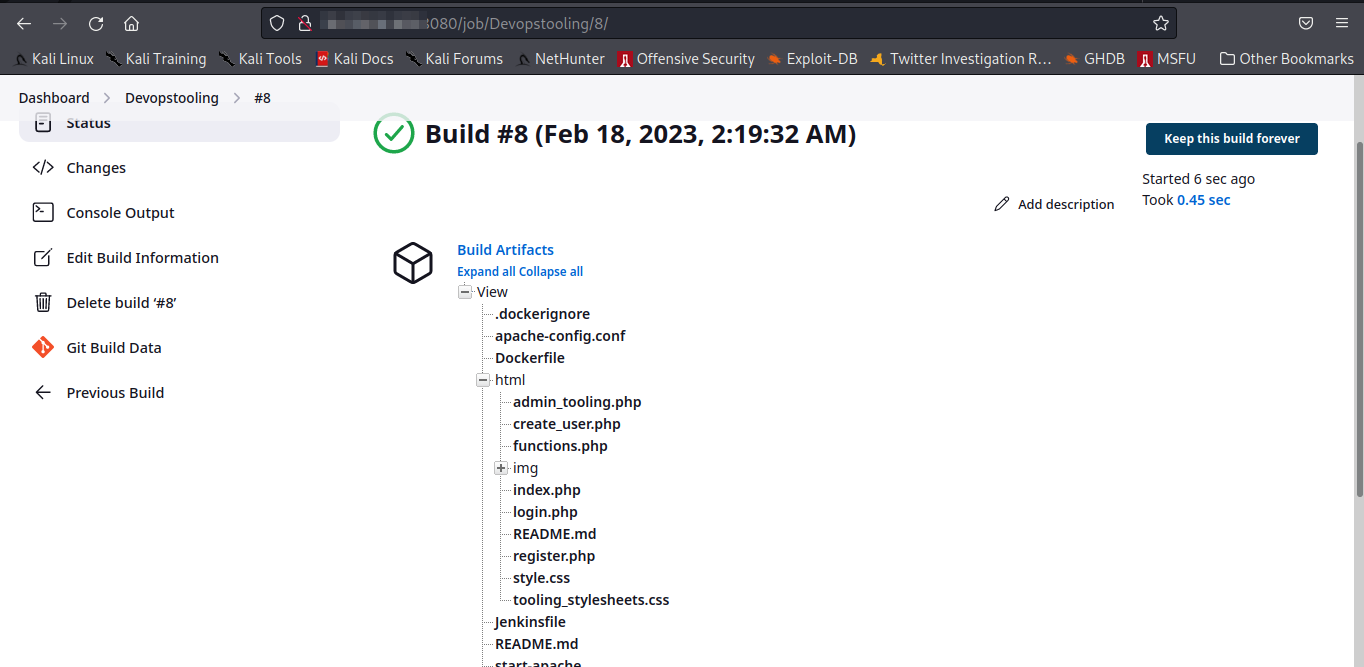 8080/job/Devopstooling/8/
Kali Linux Kali Training Kali Tools Kali Docs Kali Forums NetHunter Offensive Security Exploit-DB Twitter Investigation R... GHDB MSFU Other Bookmarks
Dashboard Devopstooling #8
Status
Changes
Console Output
Edit Build Information
Delete build ‘#8’
Git Build Data
Previous Build
Build #8 (Feb 18, 2023, 2:19:32 AM)
Keep this build forever
Started 6 sec ago
Took 0.45 sec
Add description
Build Artifacts
Expand all Collapse all
View
.dockerignore
apache-config.conf
Dockerfile
html
admin_tooling.php
create_user.php
functions.php
img
index.php
login.php
README.md
register.php
style.css
tooling_stylesheets.css
Jenkinsfile
README.md
start-apache